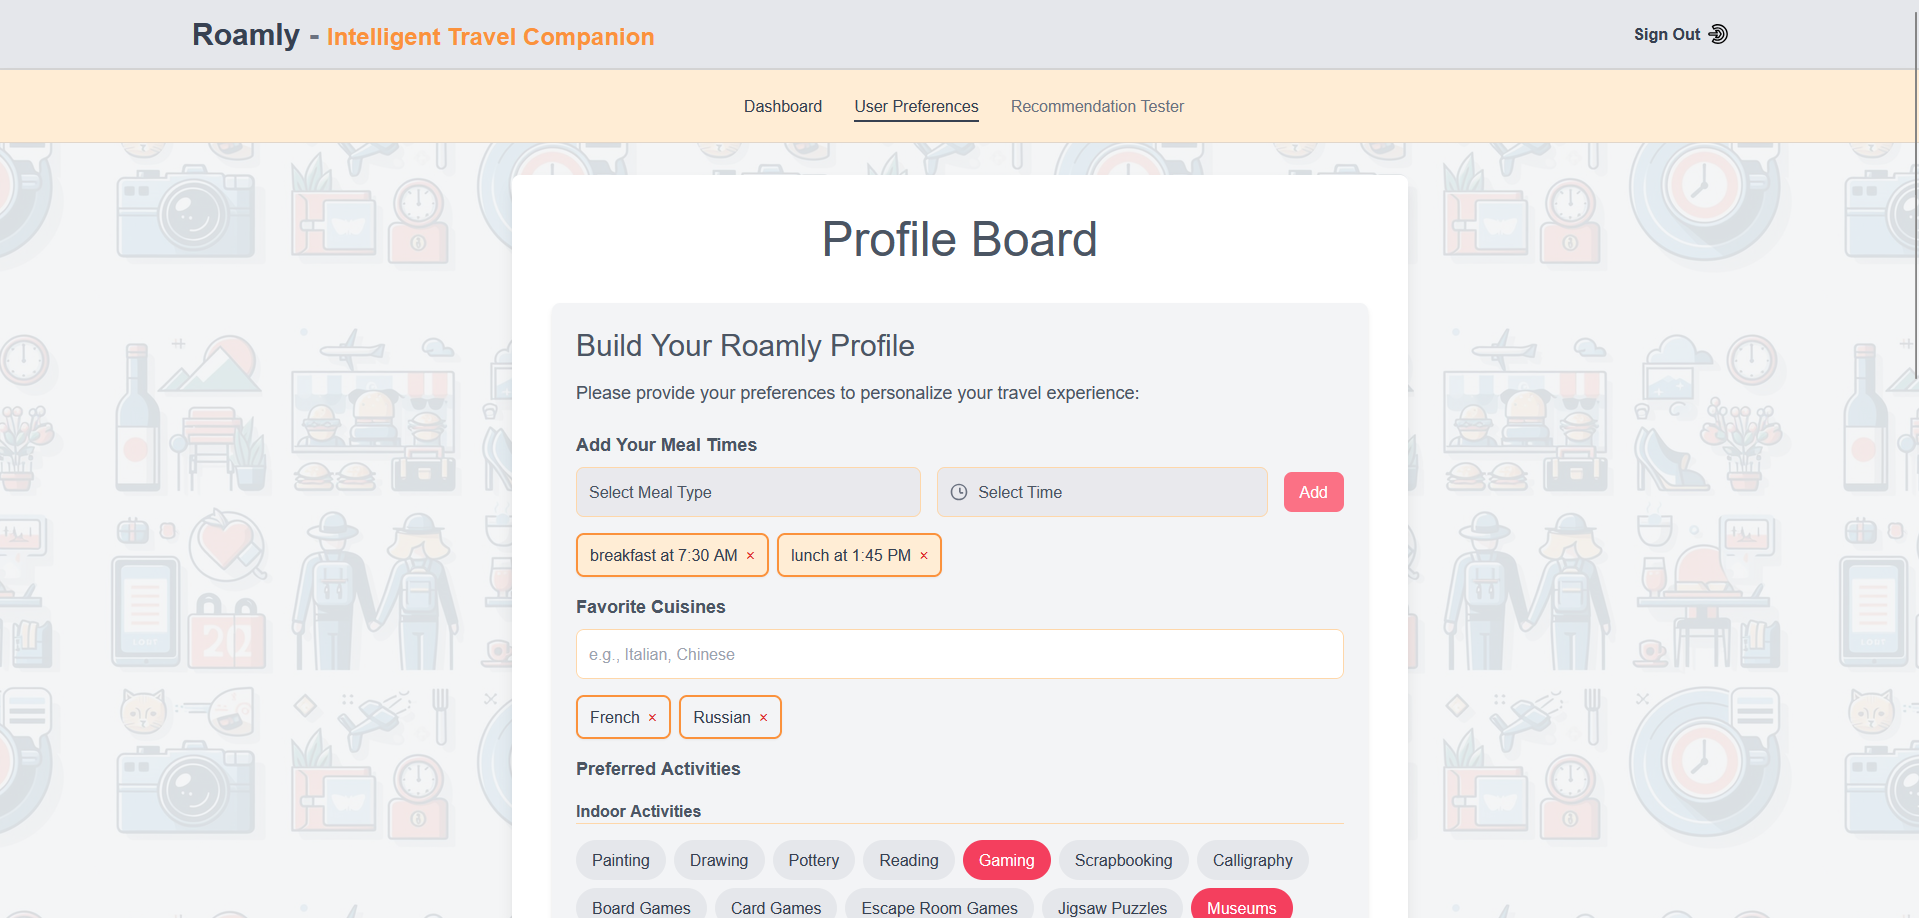 Roamly - Intelligent Travel Companion
Sign Out
Dashboard User Preferences Recommendation Tester
Profile Board
Build Your Roamly Profile
Please provide your preferences to personalize your travel experience:
Add Your Meal Times
Select Meal Type Select Time Add
breakfast at 7:30 AM × lunch at 1:45 PM ×
Favorite Cuisines
e.g., Italian, Chinese
French × Russian ×
Preferred Activities
Indoor Activities
Painting Drawing Pottery Reading Gaming Scrapbooking Calligraphy
Board Games Card Games Escape Room Games Jigsaw Puzzles Museums
20